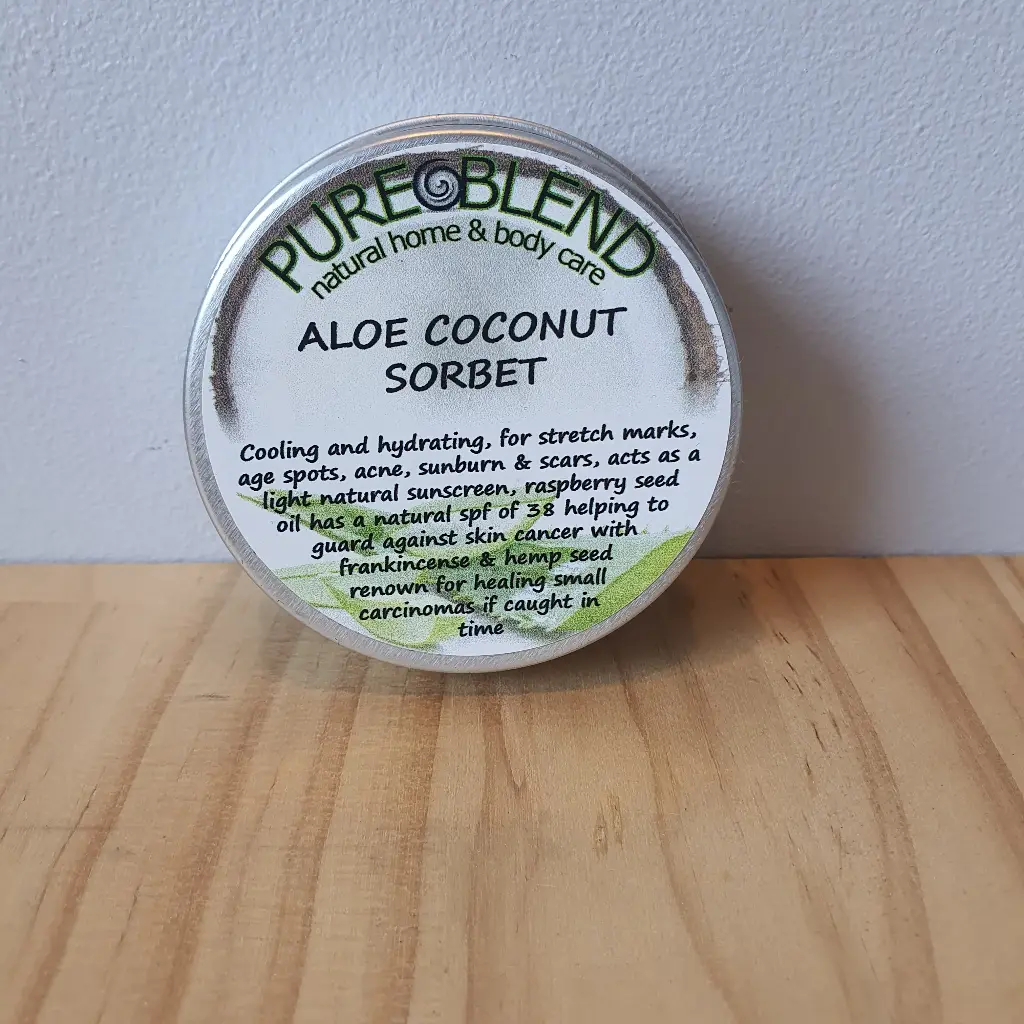 PURE BLEND
natural home & body care
ALOE COCONUT
SORBET
Cooling and hydrating, for stretch marks,
age spots, acne, sunburn & scars, acts as a
light natural sunscreen, raspberry seed
oil has a natural spf of 38 helping to
guard against skin cancer with
frankincense & hemp seed
renown for healing small
carcinomas if caught in
time